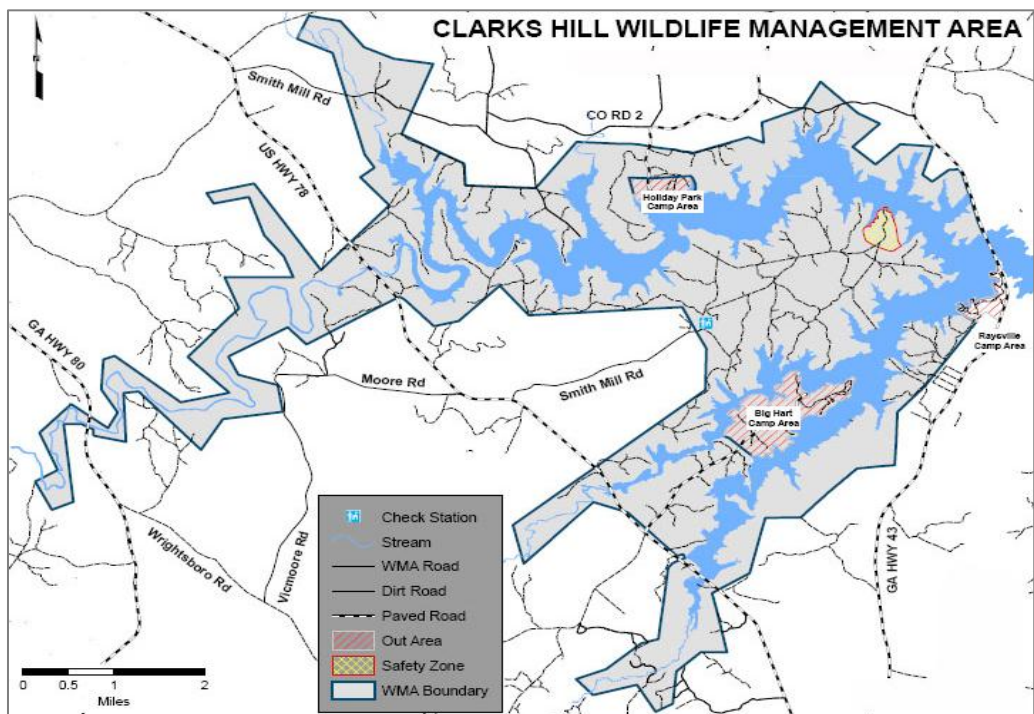 CLARKS HILL WILDLIFE MANAGEMENT AREA
Smith Mill Rd
CO RD 2
US HWY 78
Holiday Park
Camp Area
GA HWY 80
Raysville
Camp Area
Moore Rd
Smith Mill Rd
Big Hart
Camp Area
Wrightsboro Rd
Vicmoore Rd
GA HWY 43
Check Station
Stream
WMA Road
Dirt Road
Paved Road
Out Area
Safety Zone
WMA Boundary
0 0.5 1 2
Miles